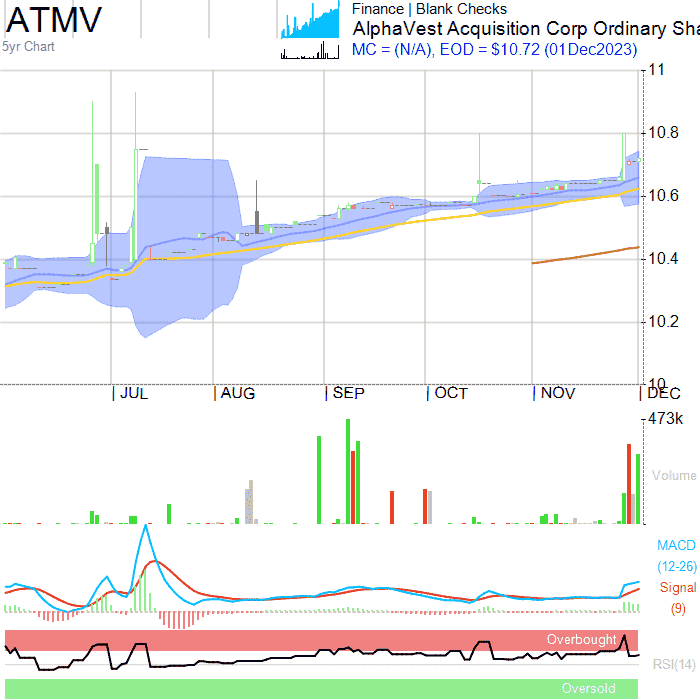 ATMV
5yr Chart
Finance | Blank Checks
AlphaVest Acquisition Corp Ordinary Sha
MC = (N/A), EOD = $10.72 (01Dec2023)
11
10.8
10.6
10.4
10.2
10
JUL AUG SEP OCT NOV DEC
473k
Volume
MACD
(12-26)
Signal
(9)
Overbought
RSI(14)
Oversold